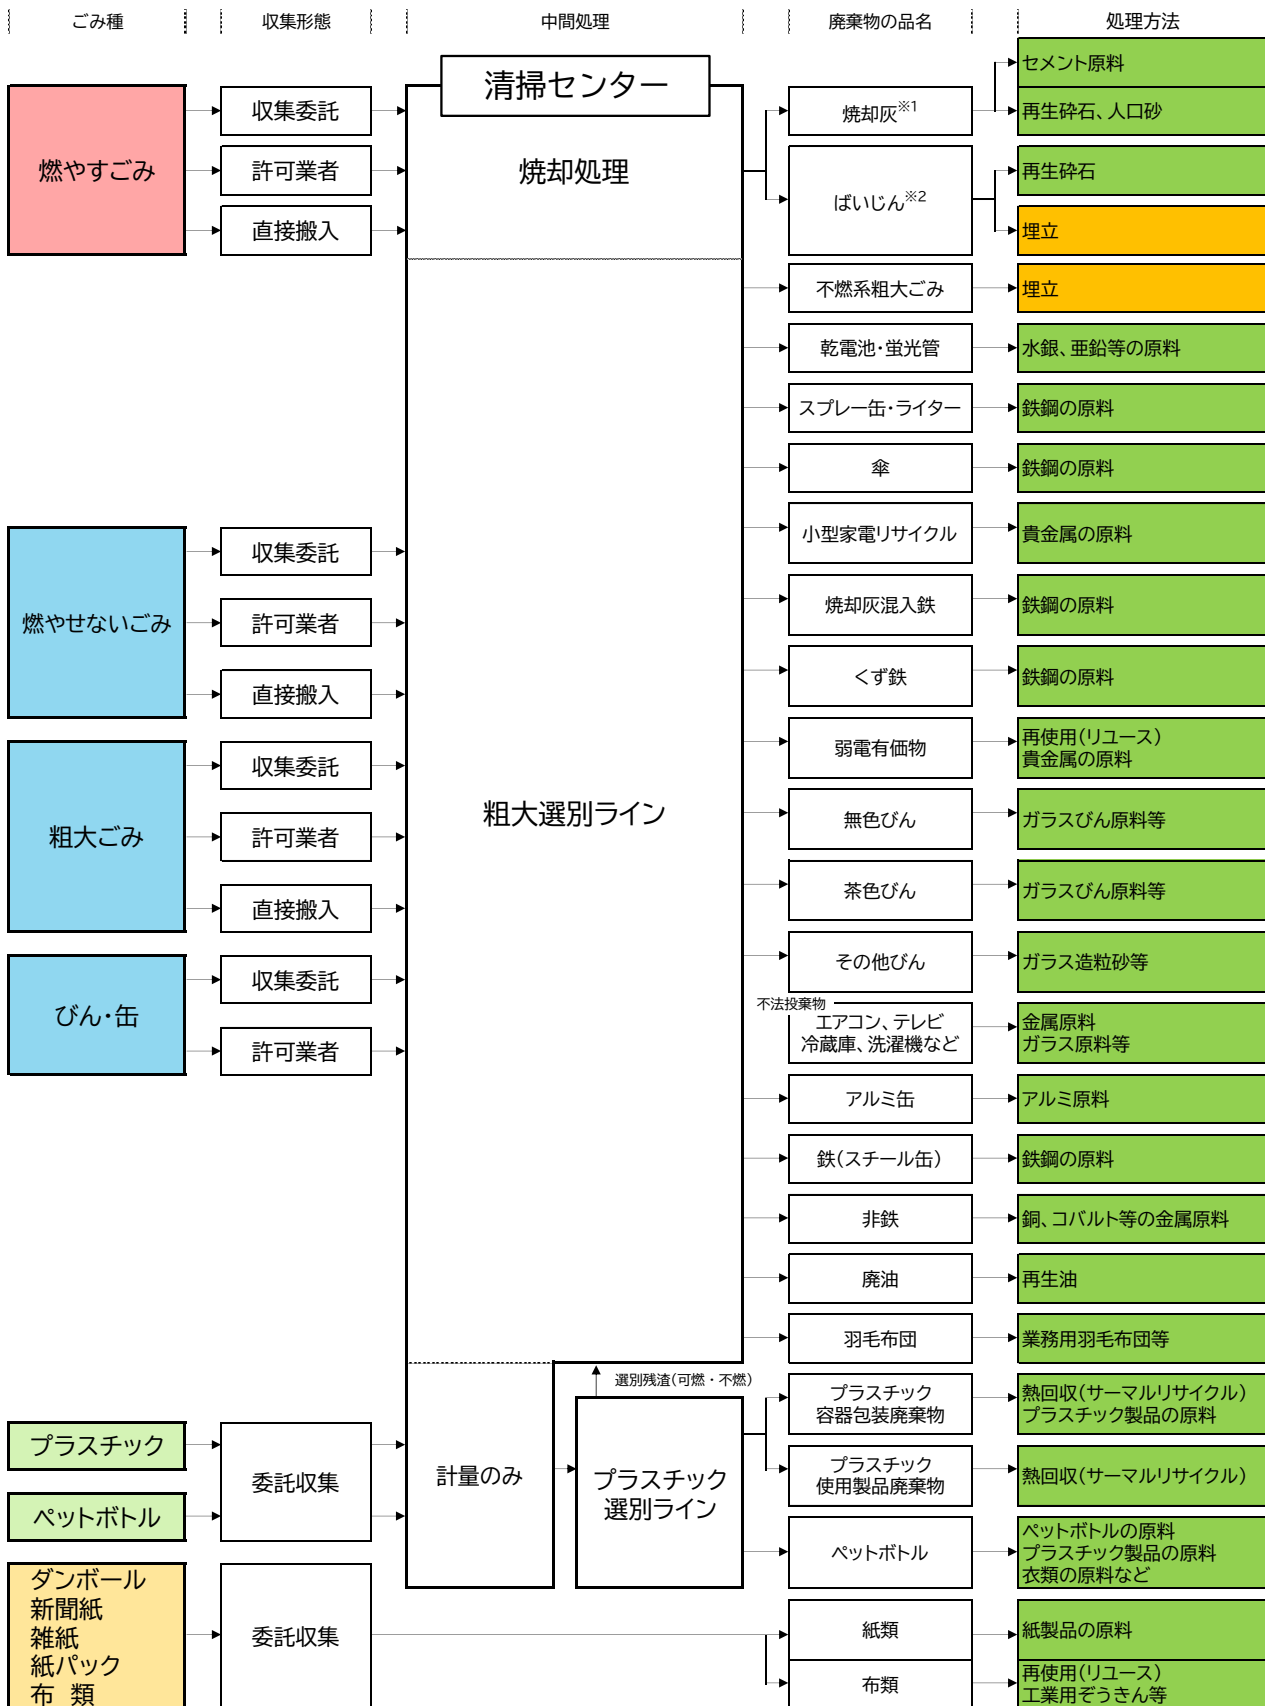 ごみ種
収集形態
中間処理
廃棄物の品名
処理方法
清掃センター
燃やすごみ
収集委託
許可業者
直接搬入
焼却処理
焼却灰※1
セメント原料
再生砕石、人口砂
ばいじん※2
再生砕石
埋立
不燃系粗大ごみ
埋立
乾電池・蛍光管
水銀、亜鉛等の原料
スプレー缶・ライター
鉄鋼の原料
傘
鉄鋼の原料
燃やせないごみ
収集委託
許可業者
直接搬入
小型家電リサイクル
貴金属の原料
焼却灰混入鉄
鉄鋼の原料
くず鉄
鉄鋼の原料
粗大ごみ
収集委託
許可業者
直接搬入
粗大選別ライン
弱電有価物
再使用(リユース)
貴金属の原料
無色びん
ガラスびん原料等
茶色びん
ガラスびん原料等
びん・缶
収集委託
許可業者
その他びん
ガラス造粒砂等
不法投棄物
エアコン、テレビ
冷蔵庫、洗濯機など
金属原料
ガラス原料等
アルミ缶
アルミ原料
鉄(スチール缶)
鉄鋼の原料
非鉄
銅、コバルト等の金属原料
廃油
再生油
羽毛布団
業務用羽毛布団等
選別残渣(可燃・不燃)
プラスチック
ペットボトル
委託収集
計量のみ
プラスチック
選別ライン
プラスチック
容器包装廃棄物
熱回収(サーマルリサイクル)
プラスチック製品の原料
プラスチック
使用製品廃棄物
熱回収(サーマルリサイクル)
ペットボトル
ペットボトルの原料
プラスチック製品の原料
衣類の原料など
ダンボール
新聞紙
雑紙
紙パック
布 類
委託収集
紙類
紙製品の原料
布類
再使用(リユース)
工業用ぞうきん等